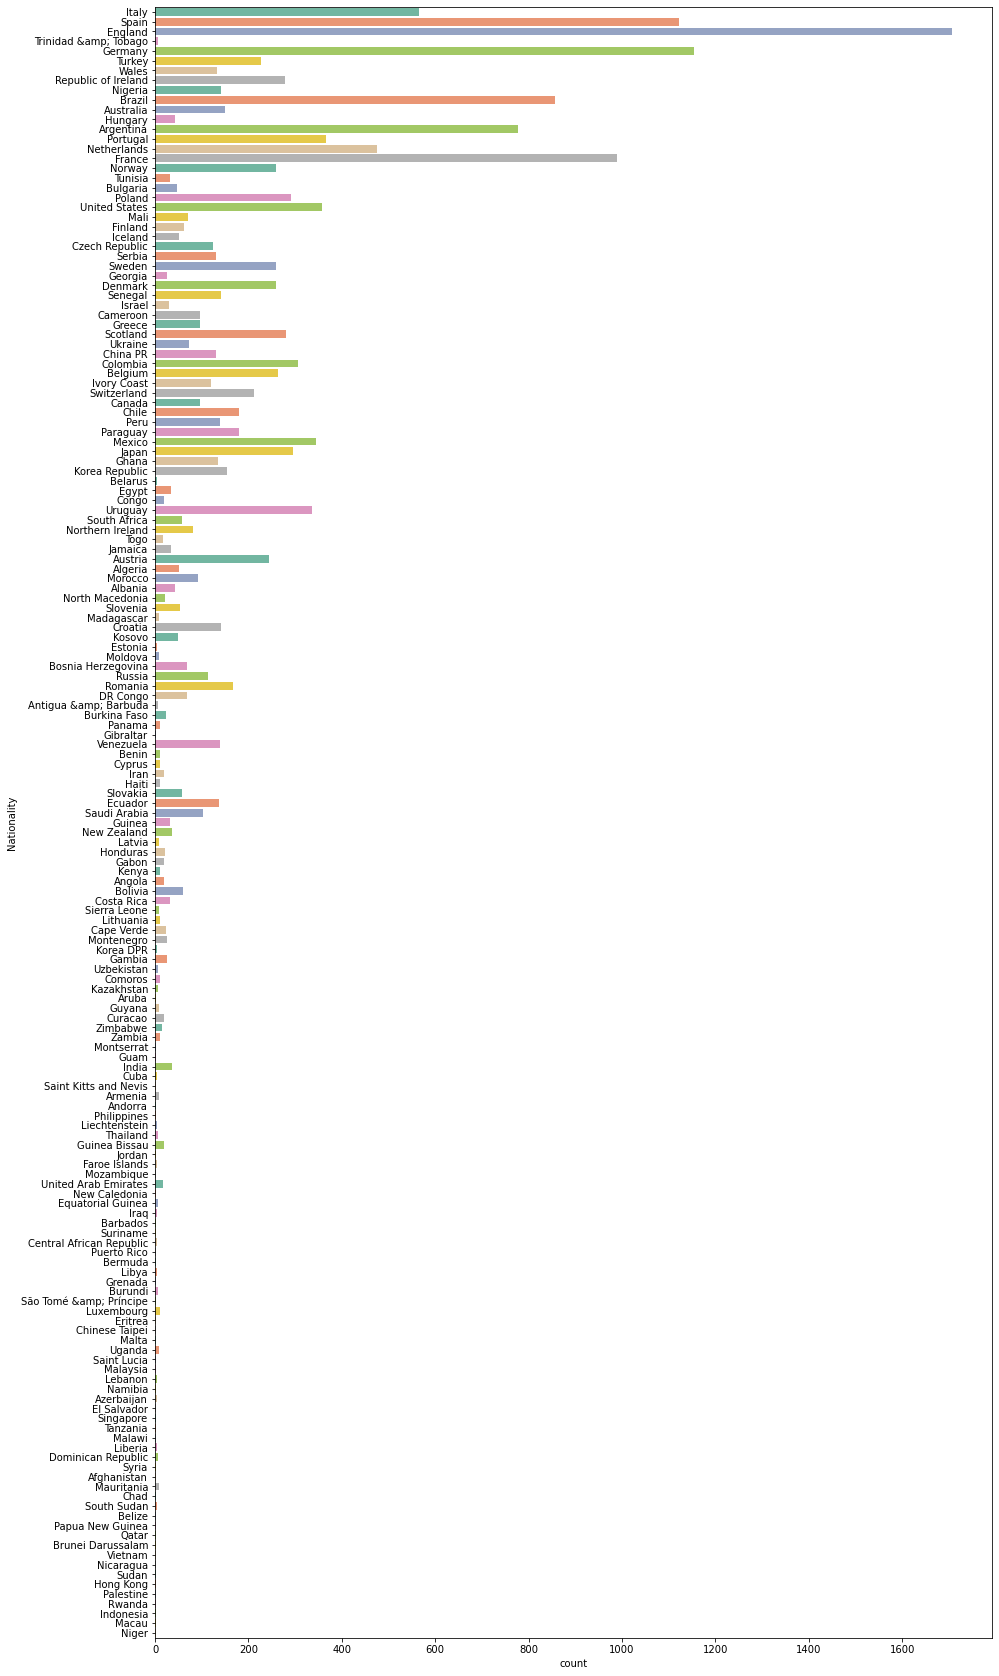 Italy
Spain
England
Trinidad &amp; Tobago
Germany
Turkey
Wales
Republic of Ireland
Nigeria
Brazil
Australia
Hungary
Argentina
Portugal
Netherlands
France
Norway
Tunisia
Bulgaria
Poland
United States
Mali
Finland
Iceland
Czech Republic
Serbia
Sweden
Georgia
Denmark
Senegal
Israel
Cameroon
Greece
Scotland
Ukraine
China PR
Colombia
Belgium
Ivory Coast
Switzerland
Canada
Chile
Peru
Paraguay
Mexico
Japan
Ghana
Korea Republic
Belarus
Egypt
Congo
Uruguay
South Africa
Northern Ireland
Togo
Jamaica
Austria
Algeria
Morocco
Albania
North Macedonia
Slovenia
Madagascar
Croatia
Kosovo
Estonia
Moldova
Bosnia Herzegovina
Russia
Romania
DR Congo
Antigua &amp; Barbuda
Burkina Faso
Panama
Gibraltar
Venezuela
Benin
Cyprus
Iran
Haiti
Slovakia
Ecuador
Saudi Arabia
Guinea
New Zealand
Latvia
Honduras
Gabon
Kenya
Angola
Bolivia
Costa Rica
Sierra Leone
Lithuania
Cape Verde
Montenegro
Korea DPR
Gambia
Uzbekistan
Comoros
Kazakhstan
Aruba
Guyana
Curacao
Zimbabwe
Zambia
Montserrat
Guam
India
Cuba
Saint Kitts and Nevis
Armenia
Andorra
Philippines
Liechtenstein
Thailand
Guinea Bissau
Jordan
Faroe Islands
Mozambique
United Arab Emirates
New Caledonia
Equatorial Guinea
Iraq
Barbados
Suriname
Central African Republic
Puerto Rico
Bermuda
Libya
Grenada
Burundi
São Tomé &amp; Príncipe
Luxembourg
Eritrea
Chinese Taipei
Malta
Uganda
Saint Lucia
Malaysia
Lebanon
Namibia
Azerbaijan
El Salvador
Singapore
Tanzania
Malawi
Liberia
Dominican Republic
Syria
Afghanistan
Mauritania
Chad
South Sudan
Belize
Papua New Guinea
Qatar
Brunei Darussalam
Vietnam
Nicaragua
Sudan
Hong Kong
Palestine
Rwanda
Indonesia
Macau
Niger
Nationality
0 200 400 600 800 1000 1200 1400 1600
count